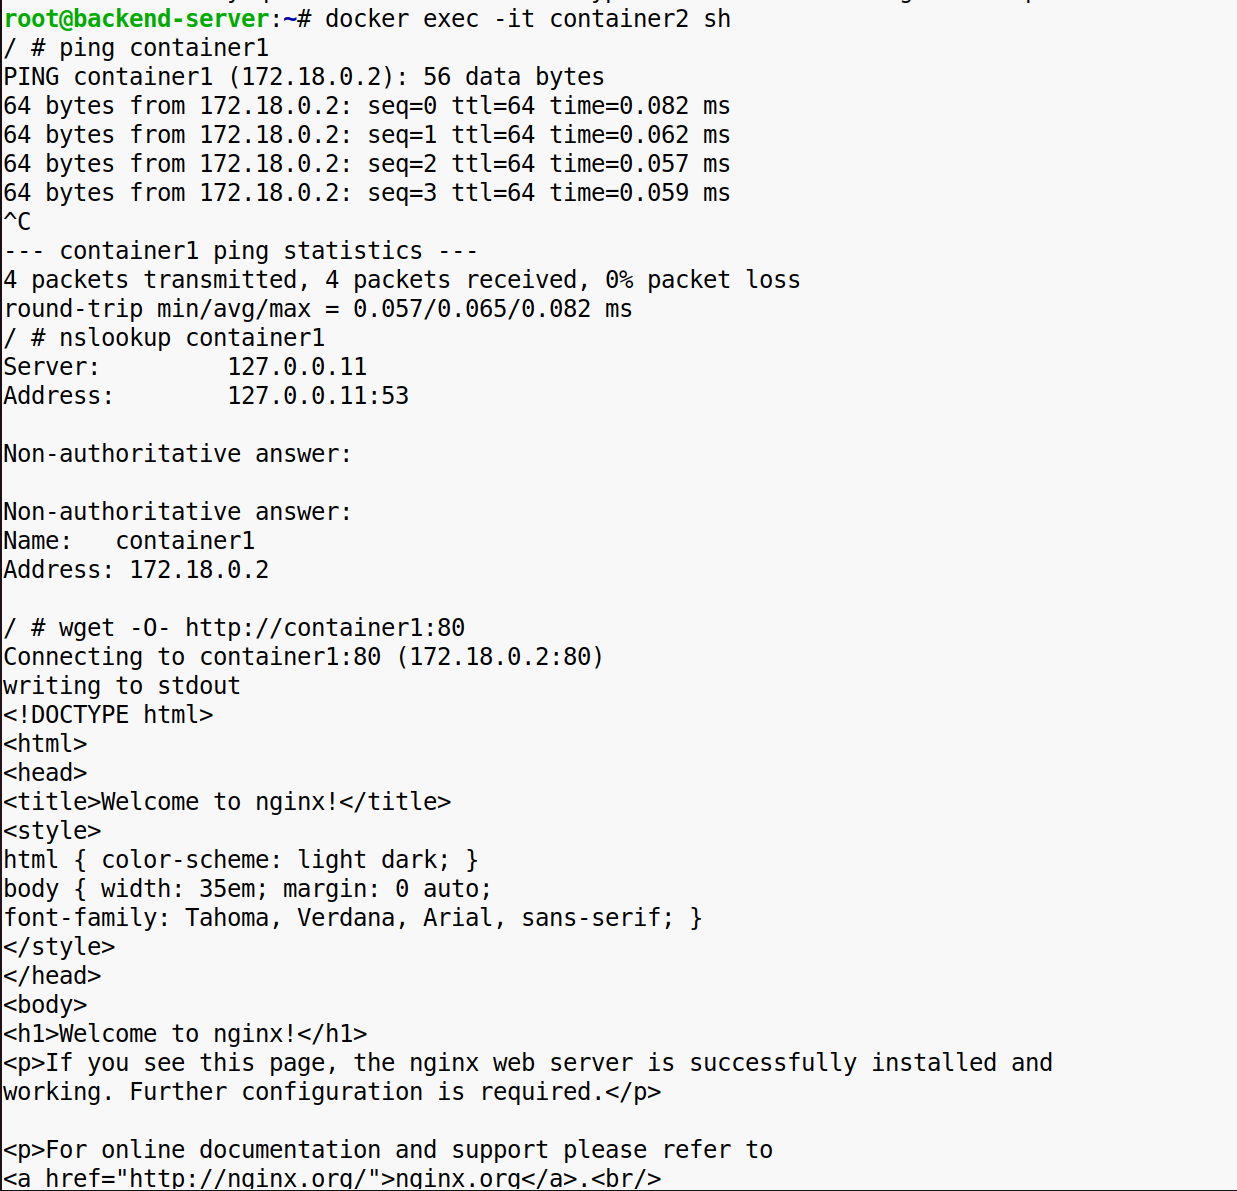 root@backend-server:~# docker exec -it container2 sh
/ # ping container1
PING container1 (172.18.0.2): 56 data bytes
64 bytes from 172.18.0.2: seq=0 ttl=64 time=0.082 ms
64 bytes from 172.18.0.2: seq=1 ttl=64 time=0.062 ms
64 bytes from 172.18.0.2: seq=2 ttl=64 time=0.057 ms
64 bytes from 172.18.0.2: seq=3 ttl=64 time=0.059 ms
^C
--- container1 ping statistics ---
4 packets transmitted, 4 packets received, 0% packet loss
round-trip min/avg/max = 0.057/0.065/0.082 ms
/ # nslookup container1
Server:         127.0.0.11
Address:        127.0.0.11:53

Non-authoritative answer:

Non-authoritative answer:
Name:   container1
Address: 172.18.0.2

/ # wget -O- http://container1:80
Connecting to container1:80 (172.18.0.2:80)
writing to stdout
<!DOCTYPE html>
<html>
<head>
<title>Welcome to nginx!</title>
<style>
html { color-scheme: light dark; }
body { width: 35em; margin: 0 auto;
font-family: Tahoma, Verdana, Arial, sans-serif; }
</style>
</head>
<body>
<h1>Welcome to nginx!</h1>
<p>If you see this page, the nginx web server is successfully installed and
working. Further configuration is required.</p>

<p>For online documentation and support please refer to
<a href="http://nginx.org/">nginx.org</a>.<br/>